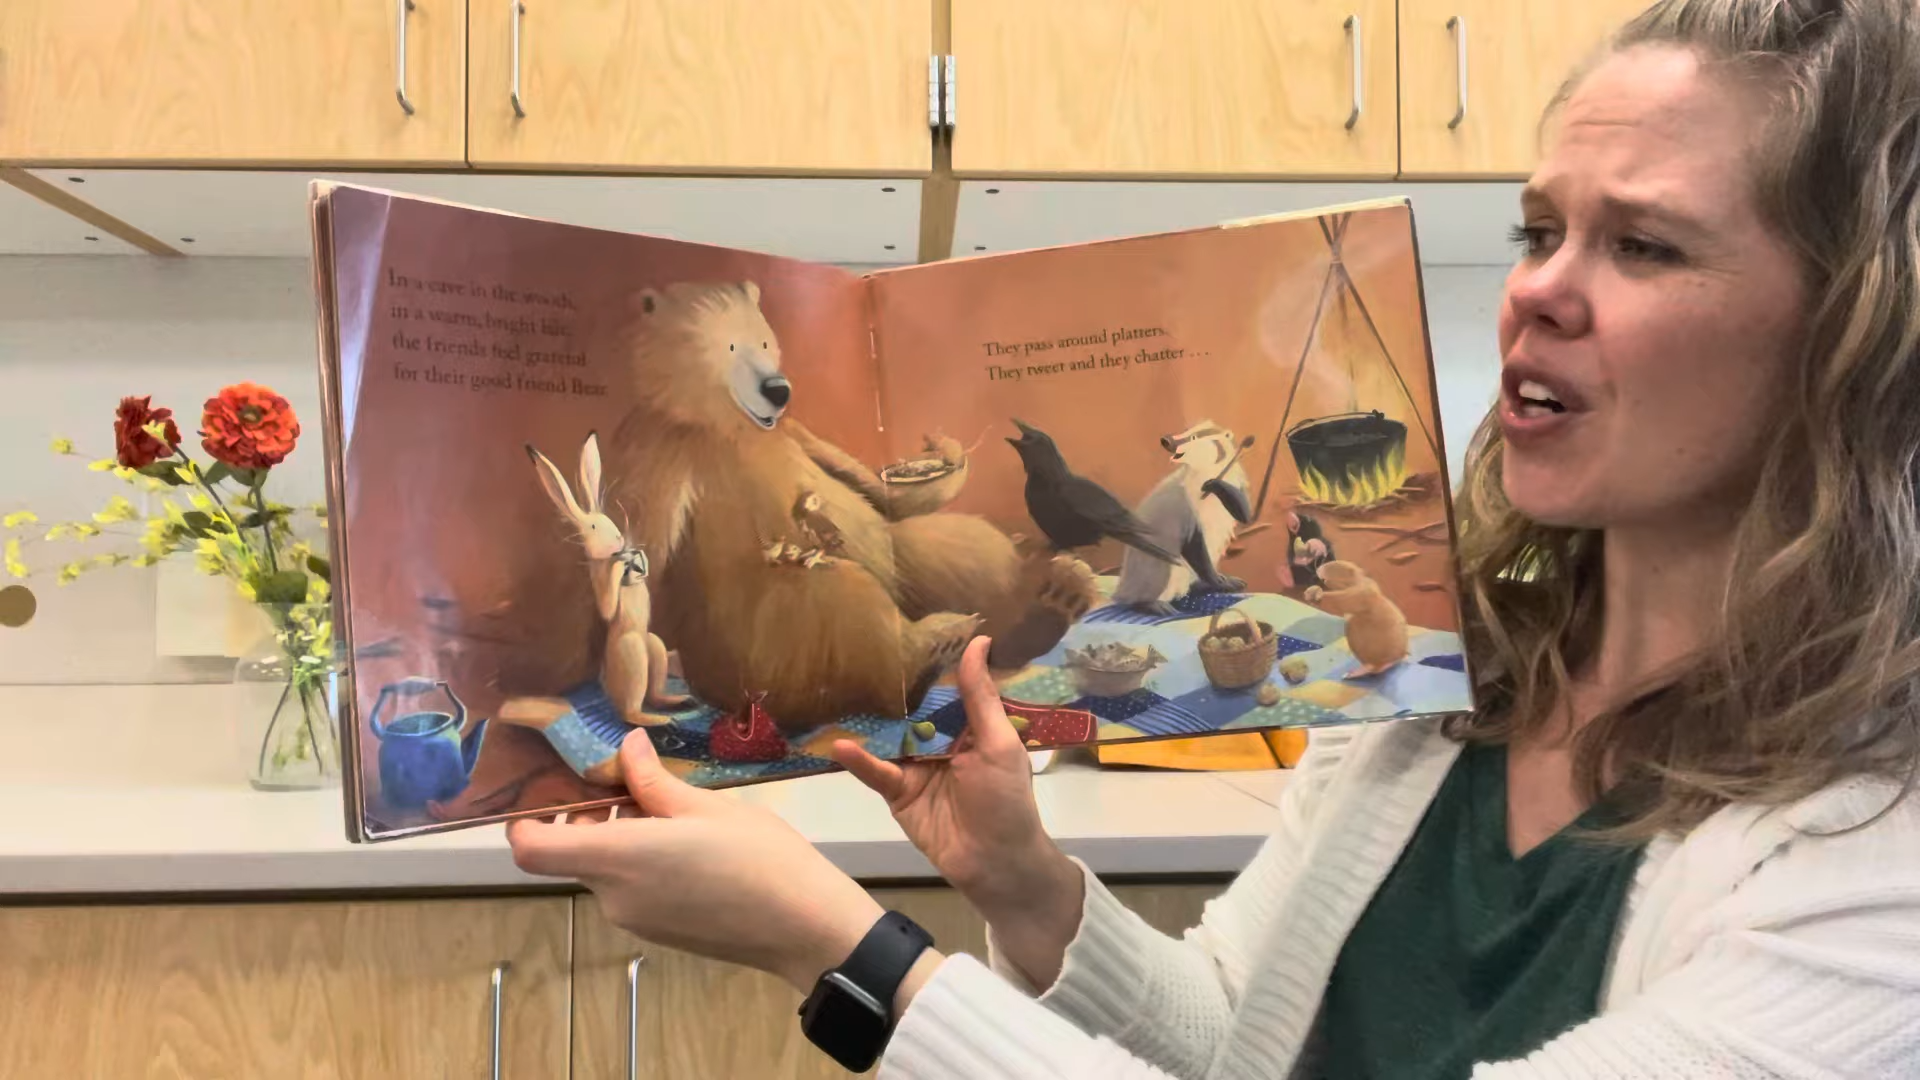 In a cave in the woods,
in a warm, bright lair,
the friends feel grateful
for their good friend Bear.
They pass around platters.
They tweet and they chatter . . .